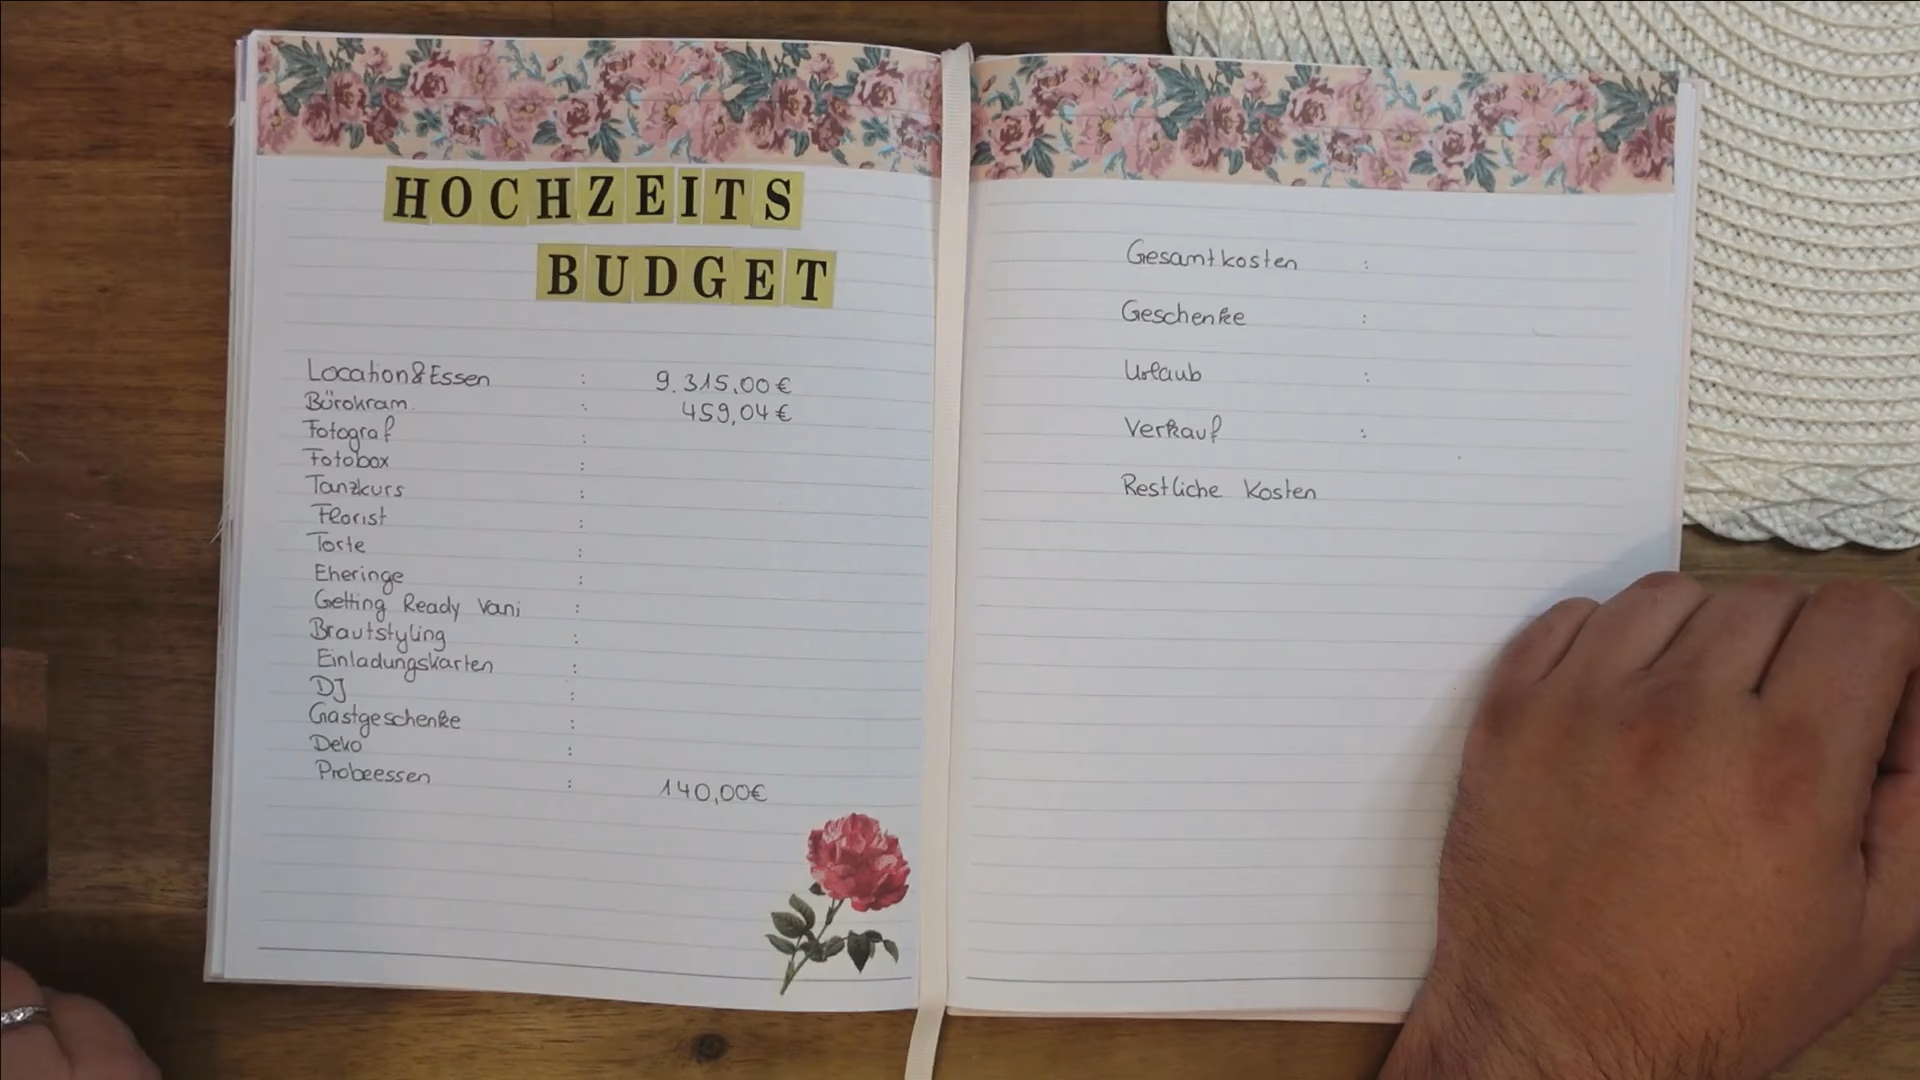 HOCHZEITS
BUDGET
Location&Essen : 9.315,00€
Bürokram : 459,04€
Fotograf :
Fotobox :
Tanzkurs :
Florist :
Torte :
Eheringe :
Getting Ready Vani :
Brautstyling :
Einladungskarten :
DJ :
Gastgeschenke :
Deko :
Probeessen : 140,00€
Gesamtkosten :
Geschenke :
Urlaub :
Verkauf :
Restliche Kosten